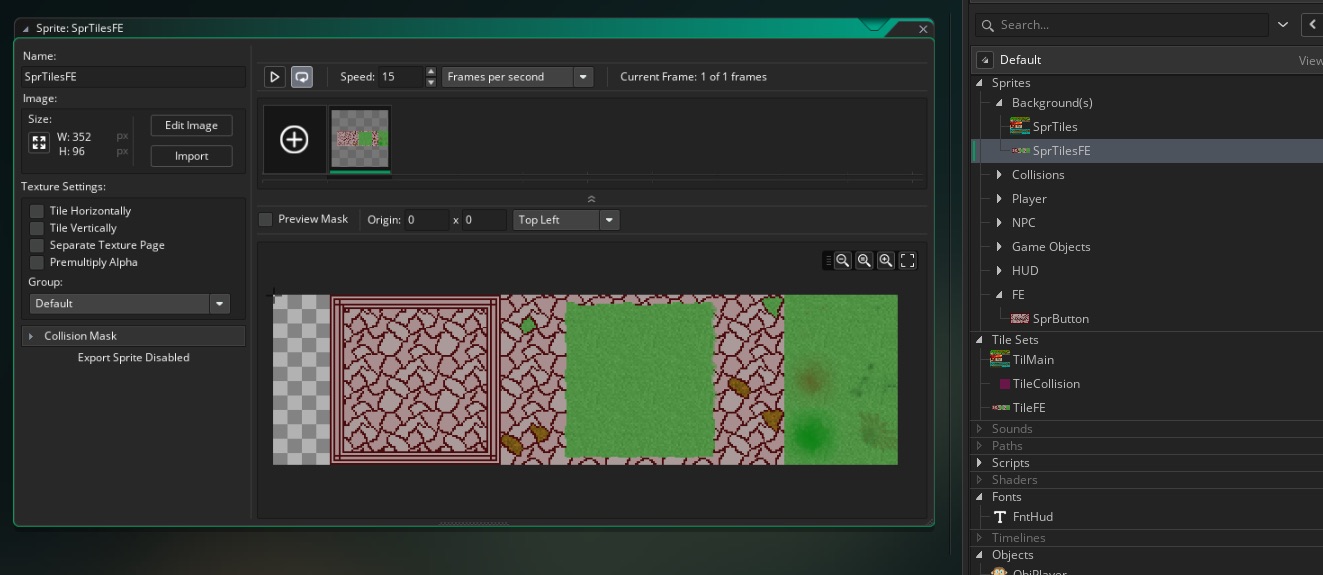 Sprite: SprTilesFE
Name:
SprTilesFE
Image:
Size:
W: 352 px
H: 96 px
Edit Image
Import
Texture Settings:
Tile Horizontally
Tile Vertically
Separate Texture Page
Premultiply Alpha
Group:
Default
Collision Mask
Export Sprite Disabled
Speed: 15 Frames per second Current Frame: 1 of 1 frames
Preview Mask Origin: 0 x 0 Top Left
Search...
Default View
Sprites
Background(s)
SprTiles
SprTilesFE
Collisions
Player
NPC
Game Objects
HUD
FE
SprButton
Tile Sets
TilMain
TileCollision
TileFE
Sounds
Paths
Scripts
Shaders
Fonts
FntHud
Timelines
Objects
ObjPlayer